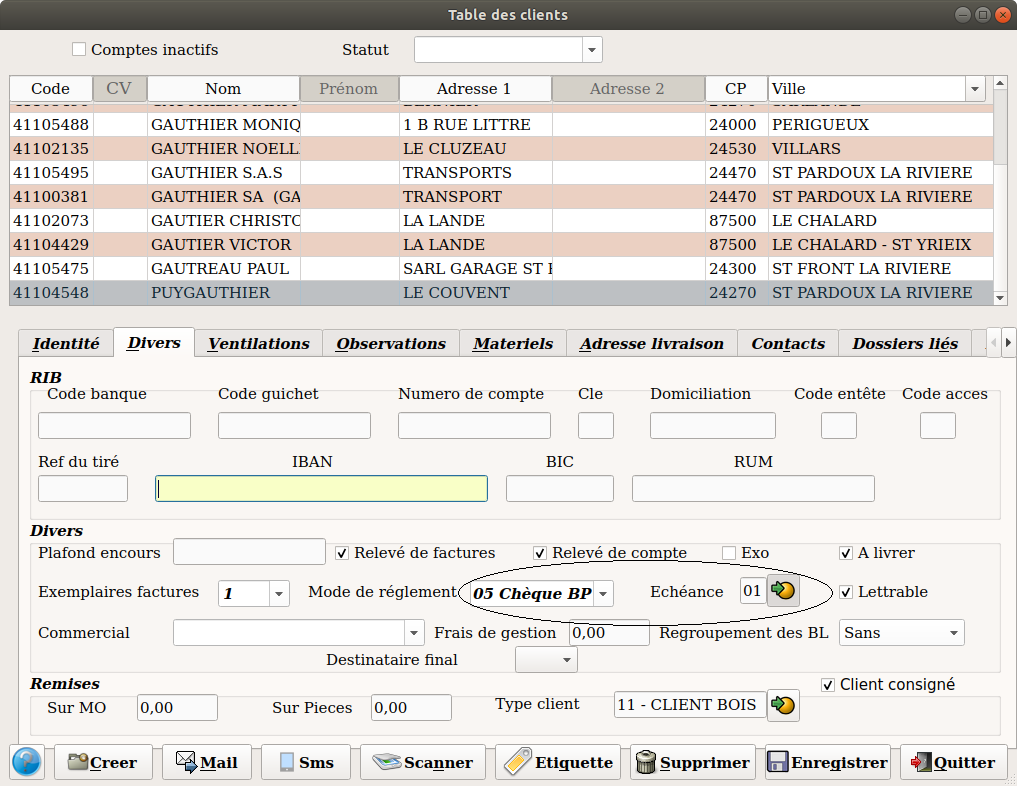 Table des clients
Comptes inactifs Statut
Code CV Nom Prénom Adresse 1 Adresse 2 CP Ville
41105488 GAUTHIER MONIQ 1 B RUE LITTRE 24000 PERIGUEUX
41102135 GAUTHIER NOELL LE CLUZEAU 24530 VILLARS
41105495 GAUTHIER S.A.S TRANSPORTS 24470 ST PARDOUX LA RIVIERE
41100381 GAUTHIER SA (GA TRANSPORT 24470 ST PARDOUX LA RIVIERE
41102073 GAUTIER CHRISTO LA LANDE 87500 LE CHALARD
41104429 GAUTIER VICTOR LA LANDE 87500 LE CHALARD - ST YRIEIX
41105475 GAUTREAU PAUL SARL GARAGE ST 24300 ST FRONT LA RIVIERE
41104548 PUYGAUTHIER LE COUVENT 24270 ST PARDOUX LA RIVIERE
Identité Divers Ventilations Observations Materiels Adresse livraison Contacts Dossiers liés
RIB
Code banque Code guichet Numero de compte Cle Domiciliation Code entête Code acces
Ref du tiré IBAN BIC RUM
Divers
Plafond encours Relevé de factures Relevé de compte Exo A livrer
Exemplaires factures 1 Mode de réglement 05 Chèque BP Echéance 01 Lettrable
Commercial Frais de gestion 0,00 Regroupement des BL Sans
Destinataire final
Remises Client consigné
Sur MO 0,00 Sur Pieces 0,00 Type client 11 - CLIENT BOIS
Creer Mail Sms Scanner Etiquette Supprimer Enregistrer Quitter